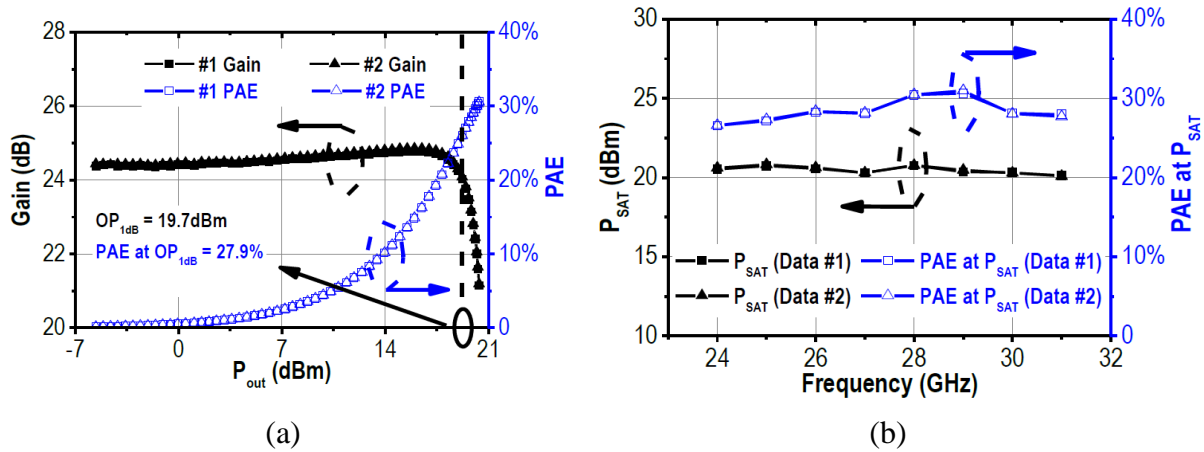 28
26
24
22
20
Gain (dB)
#1 Gain
#2 Gain
#1 PAE
#2 PAE
OP1dB = 19.7dBm
PAE at OP1dB = 27.9%
40%
30%
20%
10%
0
PAE
-7
0
7
14
21
Pout (dBm)
(a)
30
25
20
15
10
PSAT (dBm)
PSAT (Data #1)
PAE at PSAT (Data #1)
PSAT (Data #2)
PAE at PSAT (Data #2)
40%
30%
20%
10%
0
PAE at PSAT
24
26
28
30
32
Frequency (GHz)
(b)